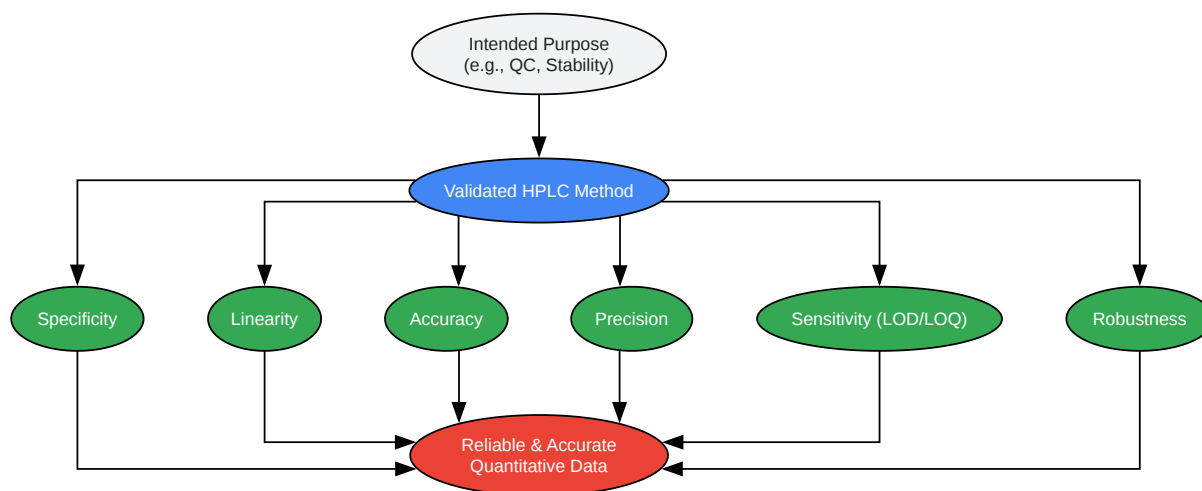 Intended Purpose
(e.g., QC, Stability)
Validated HPLC Method
Specificity
Linearity
Accuracy
Precision
Sensitivity (LOD/LOQ)
Robustness
Reliable & Accurate
Quantitative Data